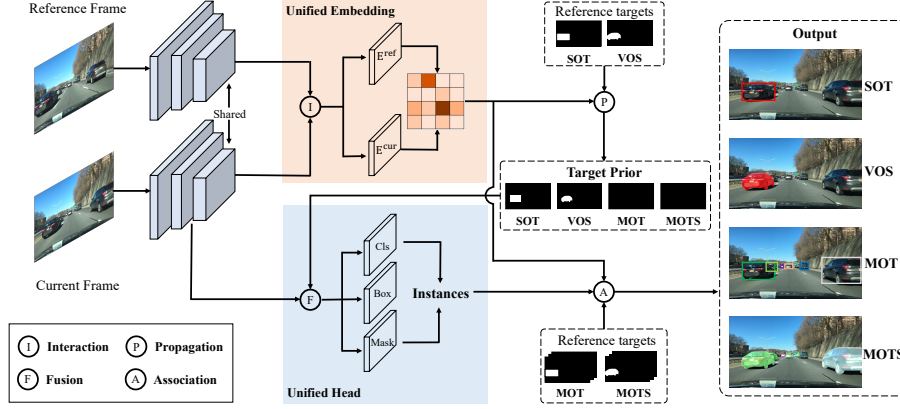 Reference Frame
Unified Embedding
Reference targets
SOT
VOS
Output
E^ref
SOT
I
P
Shared
E^cur
VOS
Target Prior
SOT
VOS
MOT
MOTS
Cls
MOT
Current Frame
F
Box
Instances
A
Mask
MOTS
Reference targets
MOT
MOTS
Unified Head
I Interaction
P Propagation
F Fusion
A Association